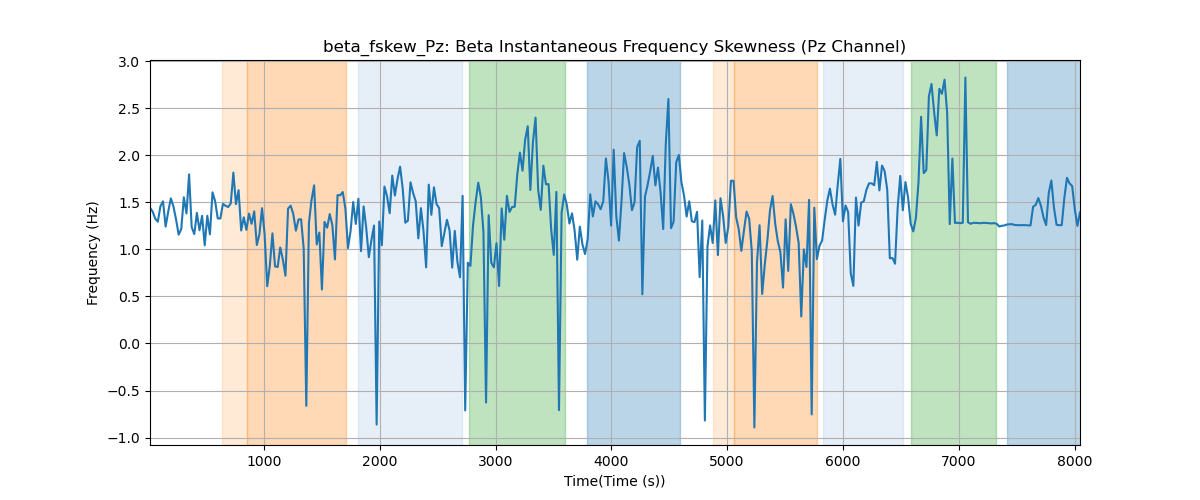 beta_fskew_Pz: Beta Instantaneous Frequency Skewness (Pz Channel)
Frequency (Hz)
3.0
2.5
2.0
1.5
1.0
0.5
0.0
−0.5
−1.0
1000 2000 3000 4000 5000 6000 7000 8000
Time(Time (s))